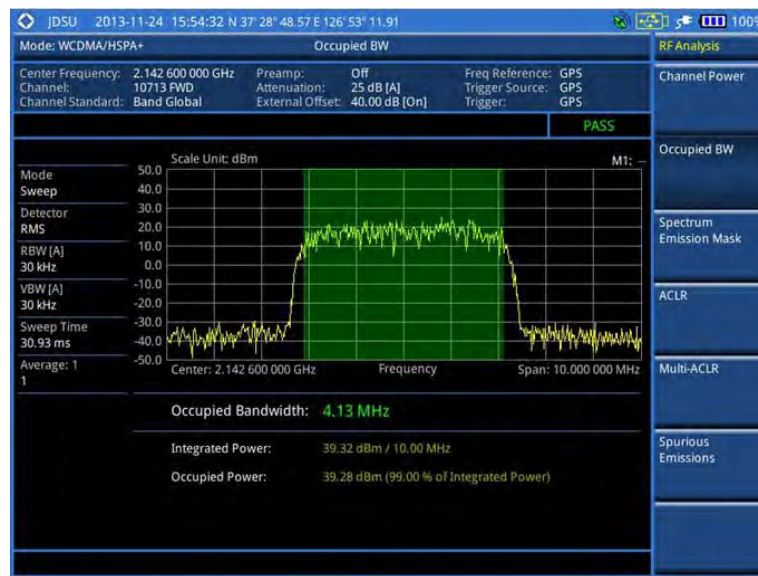 JDSU 2013-11-24 15:54:32 N 37' 28" 48.57 E 126' 53" 11.91 100%
Mode: WCDMA/HSPA+ Occupied BW RF Analysis
Center Frequency: 2.142 600 000 GHz Preamp: Off Freq Reference: GPS
Channel: 10713 FWD Attenuation: 25 dB [A] Trigger Source: GPS
Channel Standard: Band Global External Offset: 40.00 dB [On] Trigger: GPS
Channel Power
PASS
Scale Unit: dBm M1: --
Occupied BW
Mode
Sweep
Detector
RMS
RBW [A]
30 kHz
VBW [A]
30 kHz
Sweep Time
30.93 ms
Average: 1
1
50.0
40.0
30.0
20.0
10.0
0.0
-10.0
-20.0
-30.0
-40.0
-50.0
Center: 2.142 600 000 GHz Frequency Span: 10.000 000 MHz
Spectrum
Emission Mask
ACLR
Multi-ACLR
Occupied Bandwidth: 4.13 MHz
Integrated Power: 39.32 dBm / 10.00 MHz
Occupied Power: 39.28 dBm (99.00 % of Integrated Power)
Spurious
Emissions